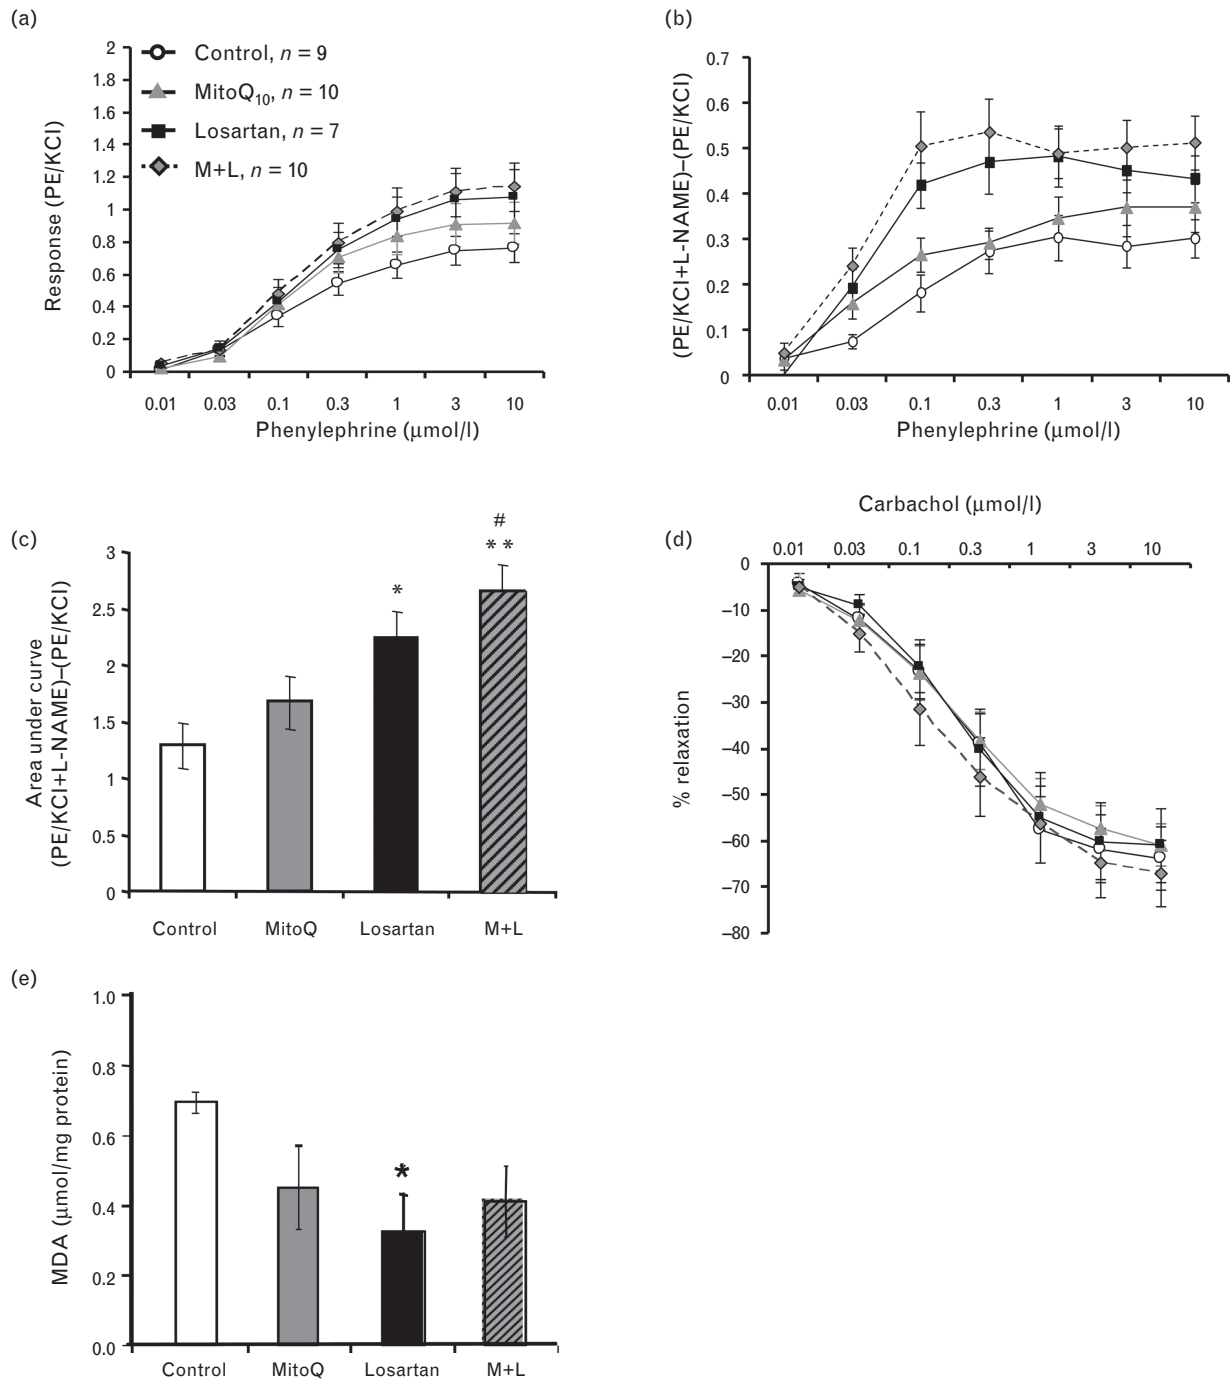 (a)
2
1.8
1.6
1.4
1.2
1
0.8
0.6
0.4
0.2
0
Response (PE/KCl)
Control, n = 9
MitoQ10, n = 10
Losartan, n = 7
M+L, n = 10
0.01 0.03 0.1 0.3 1 3 10
Phenylephrine (μmol/l)
(b)
0.7
0.6
0.5
0.4
0.3
0.2
0.1
0
(PE/KCl+L-NAME)–(PE/KCl)
0.01 0.03 0.1 0.3 1 3 10
Phenylephrine (μmol/l)
(c)
3
2.5
2
1.5
1
0.5
0
Area under curve
(PE/KCl+L-NAME)–(PE/KCl)
*
#
**
Control MitoQ Losartan M+L
(d)
Carbachol (μmol/l)
0.01 0.03 0.1 0.3 1 3 10
0
–10
–20
–30
–40
–50
–60
–70
–80
% relaxation
(e)
1.0
0.8
0.6
0.4
0.2
0.0
MDA (μmol/mg protein)
*
Control MitoQ Losartan M+L